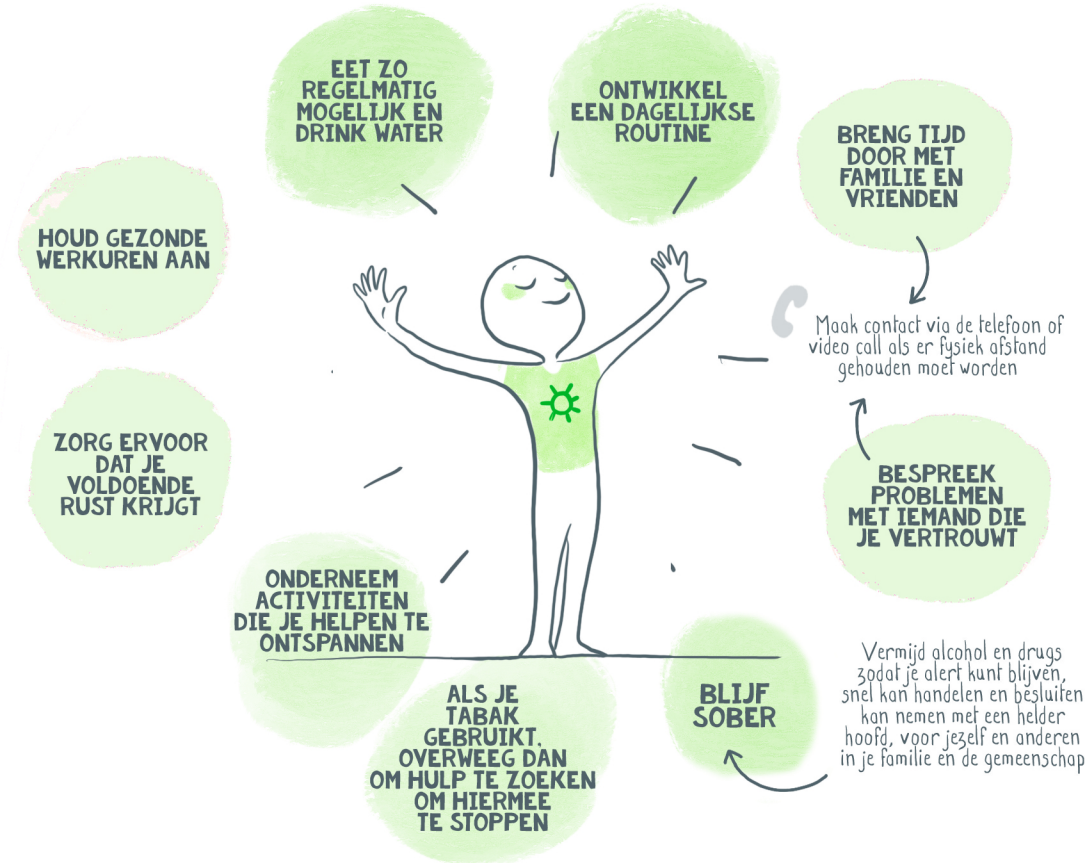 EET ZO
REGELMATIG
MOGELIJK EN
DRINK WATER
ONTWIKKEL
EEN DAGELIJKSE
ROUTINE
BRENG TIJD
DOOR MET
FAMILIE EN
VRIENDEN
HOUD GEZONDE
WERKUREN AAN
Maak contact via de telefoon of
video call als er fysiek afstand
gehouden moet worden
ZORG ERVOOR
DAT JE
VOLDOENDE
RUST KRIJGT
BESPREEK
PROBLEMEN
MET IEMAND DIE
JE VERTROUWT
ONDERNEEM
ACTIVITEITEN
DIE JE HELPEN TE
ONTSPANNEN
ALS JE
TABAK
GEBRUIKT,
OVERWEEG DAN
OM HULP TE ZOEKEN
OM HIERMEE
TE STOPPEN
BLIJF
SOBER
Vermijd alcohol en drugs
zodat je alert kunt blijven,
snel kan handelen en besluiten
kan nemen met een helder
hoofd, voor jezelf en anderen
in je familie en de gemeenschap